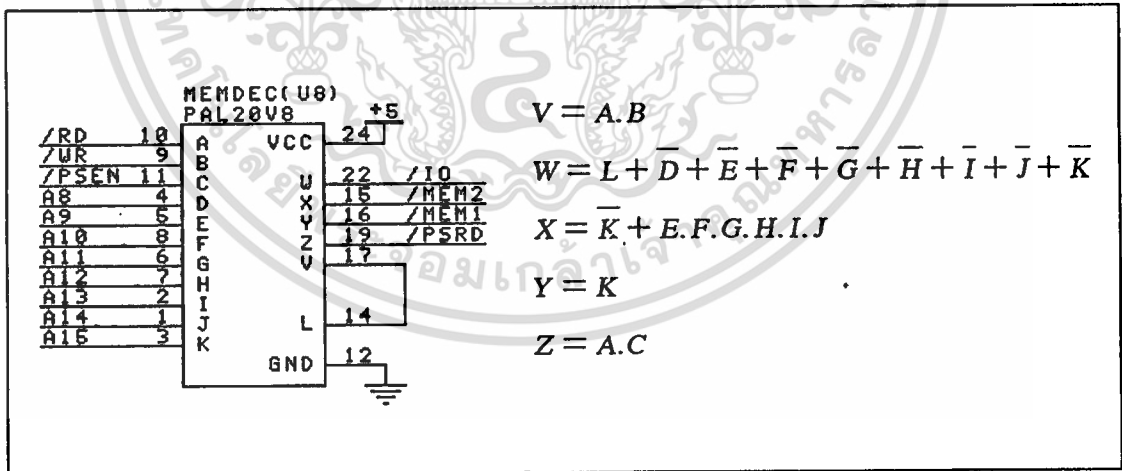 MEMDEC(U8)
PAL20V8
+5
/RD 10 A VCC 24
/WR 9 B
/PSEN 11 C W 22 /IO
A8 4 D X 15 /MEM2
A9 5 E Y 16 /MEM1
A10 8 F Z 19 /PSRD
A11 6 G V 17
A12 7 H
A13 2 I
A14 1 J L 14
A15 3 K
GND 12
V = A.B
W = L + D̅ + E̅ + F̅ + G̅ + H̅ + I̅ + J̅ + K̅
X = K̅ + E.F.G.H.I.J
Y = K
Z = A.C